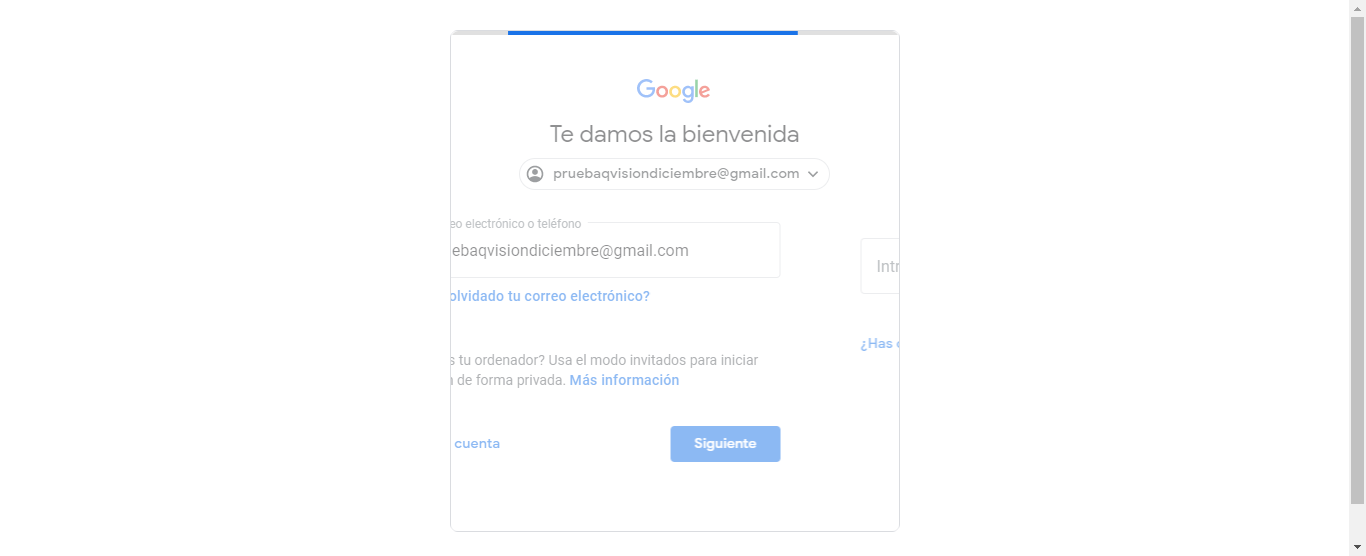 Google
Te damos la bienvenida
pruebaqvisiondiciembre@gmail.com
electrónico o teléfono
ebaqvisiondiciembre@gmail.com
olvidado tu correo electrónico?
tu ordenador? Usa el modo invitados para iniciar
de forma privada. Más información
cuenta
Siguiente
Intr
¿Has